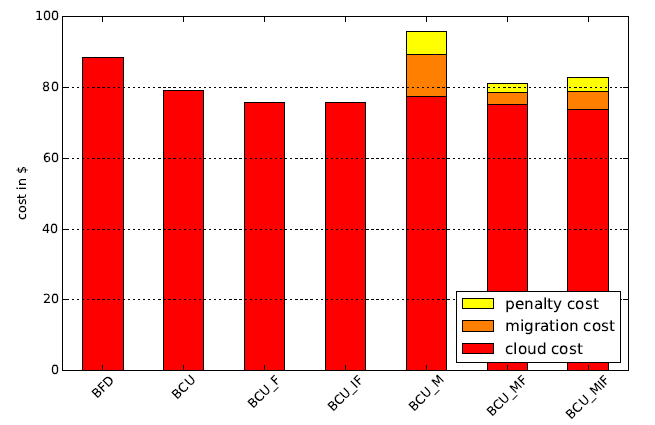 100
80
60
40
20
0
cost in $
penalty cost
migration cost
cloud cost
BFD
BCU
BCU_F
BCU_IF
BCU_M
BCU_MF
BCU_MIF